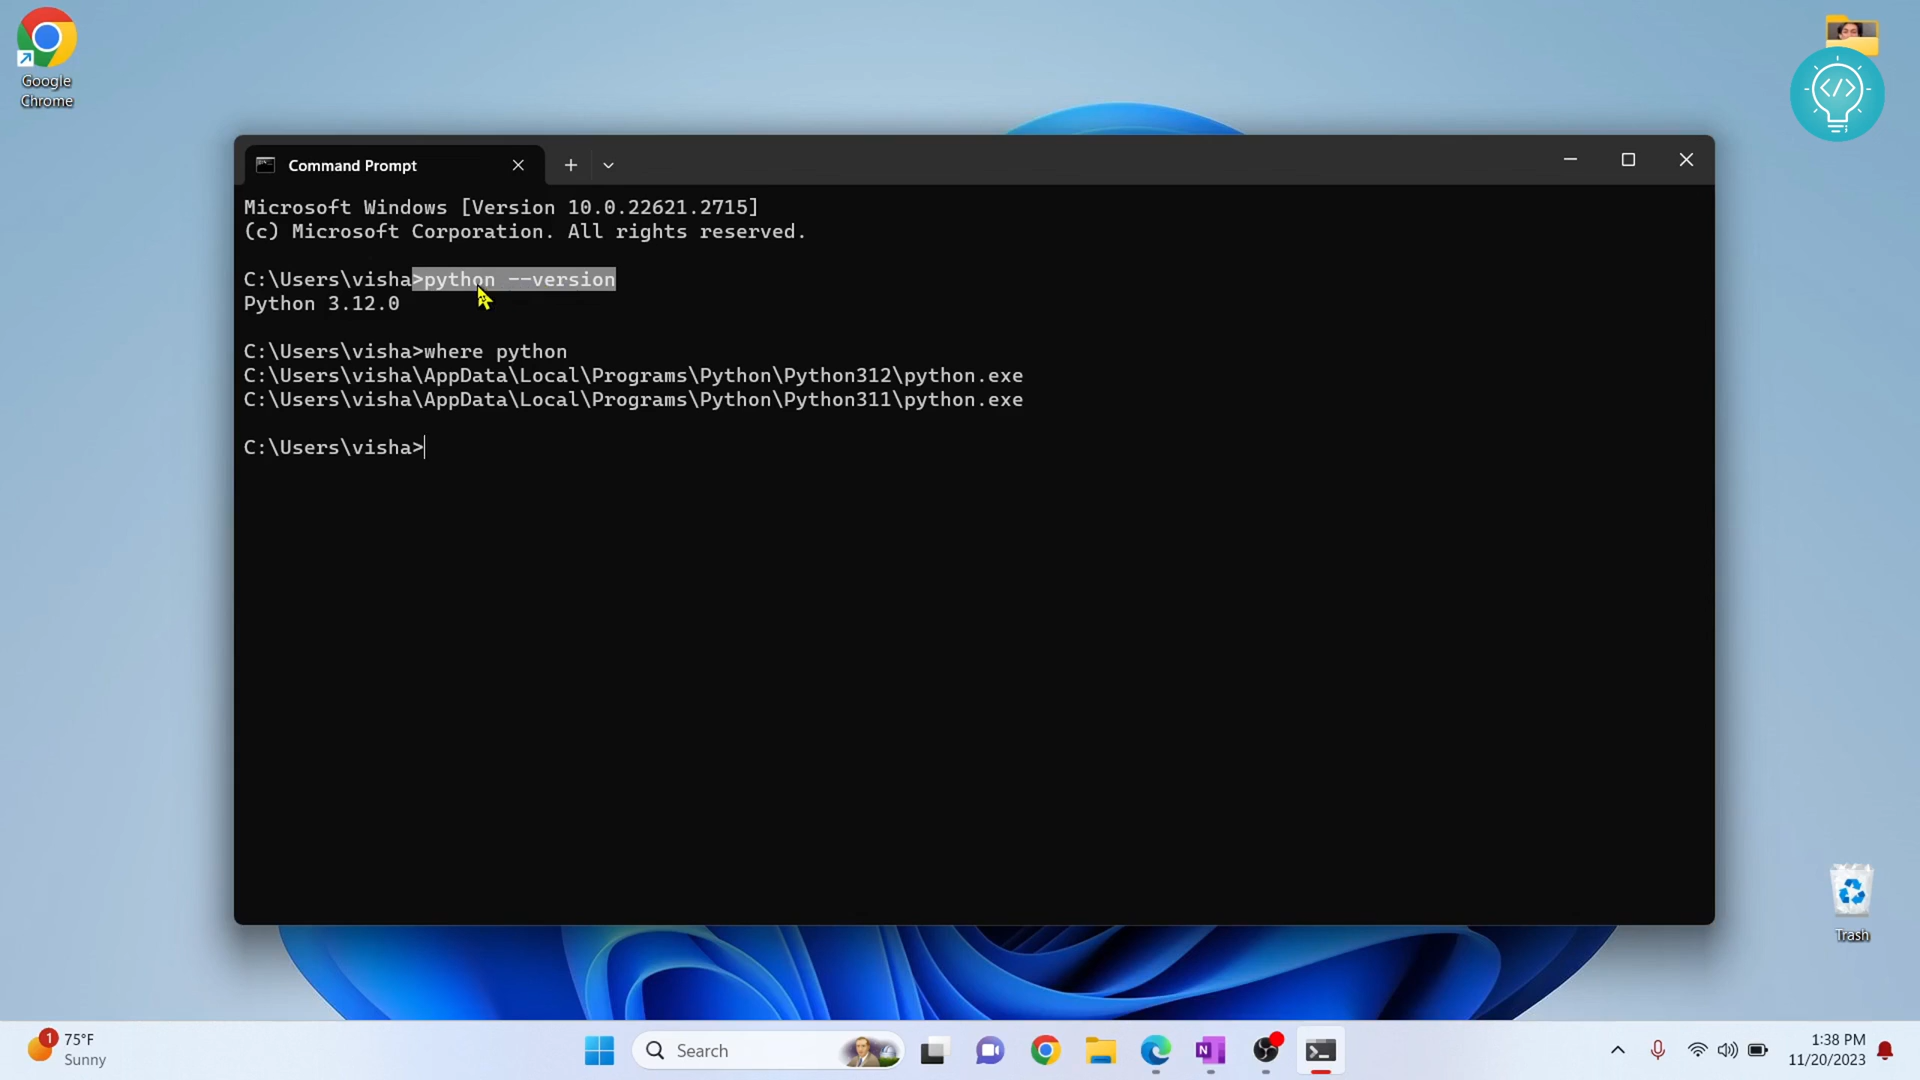 Google
Chrome
Command Prompt
Microsoft Windows [Version 10.0.22621.2715]
(c) Microsoft Corporation. All rights reserved.
C:\Users\visha>python --version
Python 3.12.0
C:\Users\visha>where python
C:\Users\visha\AppData\Local\Programs\Python\Python312\python.exe
C:\Users\visha\AppData\Local\Programs\Python\Python311\python.exe
C:\Users\visha>
Trash
1
75°F
Sunny
Search
1:38 PM
11/20/2023